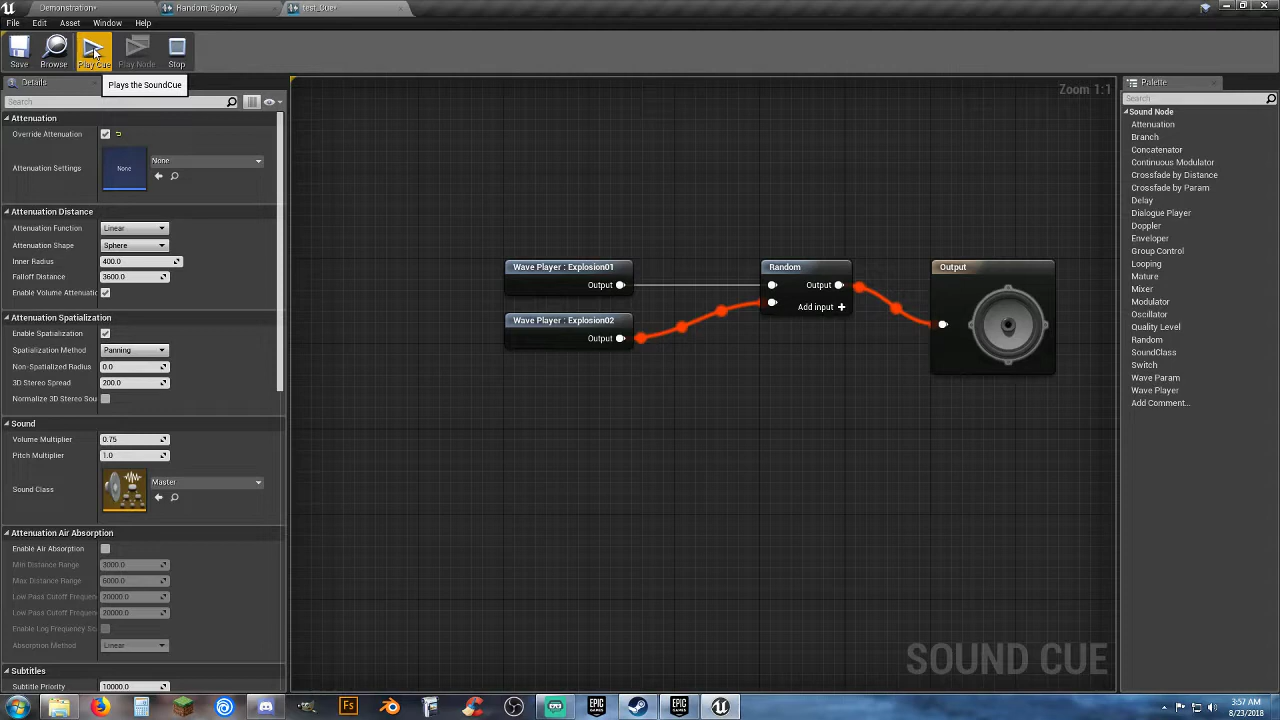 Demonstration*
Random_Spooky
test_Cue*
File Edit Asset Window Help
Save
Browse
Play Cue
Play Node
Stop
Plays the SoundCue
Details
Search
Attenuation
Override Attenuation
Attenuation Settings
None
None
Attenuation Distance
Attenuation Function Linear
Attenuation Shape Sphere
Inner Radius 400.0
Falloff Distance 3600.0
Enable Volume Attenuatio
Attenuation Spatialization
Enable Spatialization
Spatialization Method Panning
Non-Spatialized Radius 0.0
3D Stereo Spread 200.0
Normalize 3D Stereo Sou
Sound
Volume Multiplier 0.75
Pitch Multiplier 1.0
Sound Class
Master
Attenuation Air Absorption
Enable Air Absorption
Min Distance Range 3000.0
Max Distance Range 6000.0
Low Pass Cutoff Frequen 20000.0
Low Pass Cutoff Frequen 20000.0
Enable Log Frequency Sc
Absorption Method Linear
Subtitles
Subtitle Priority 10000.0
Zoom 1:1
Wave Player : Explosion01
Output
Wave Player : Explosion02
Output
Random
Output
Add input
Output
SOUND CUE
Palette
Search
Sound Node
Attenuation
Branch
Concatenator
Continuous Modulator
Crossfade by Distance
Crossfade by Param
Delay
Dialogue Player
Doppler
Enveloper
Group Control
Looping
Mature
Mixer
Modulator
Oscillator
Quality Level
Random
SoundClass
Switch
Wave Param
Wave Player
Add Comment...
Fs
EPIC GAMES
EPIC GAMES
3:57 AM
8/23/2018